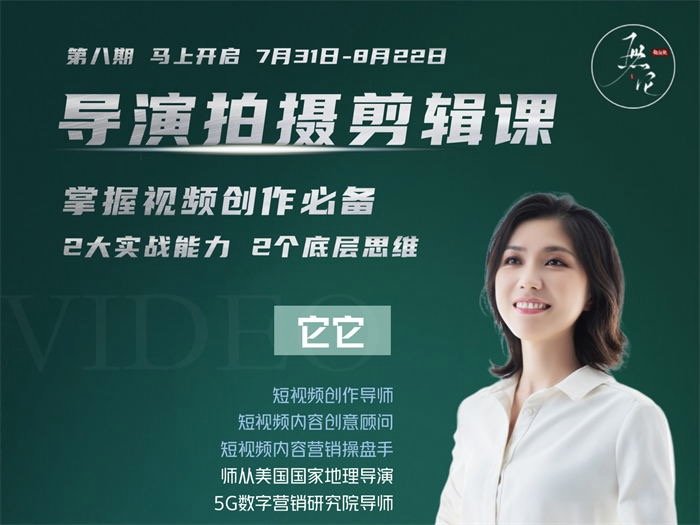 第八期 马上开启 7月31日-8月22日
导演拍摄剪辑课
掌握视频创作必备
2大实战能力 2个底层思维
VIDEO
它它
短视频创作导师
短视频内容创意顾问
短视频内容营销操盘手
师从美国国家地理导演
5G数字营销研究院导师